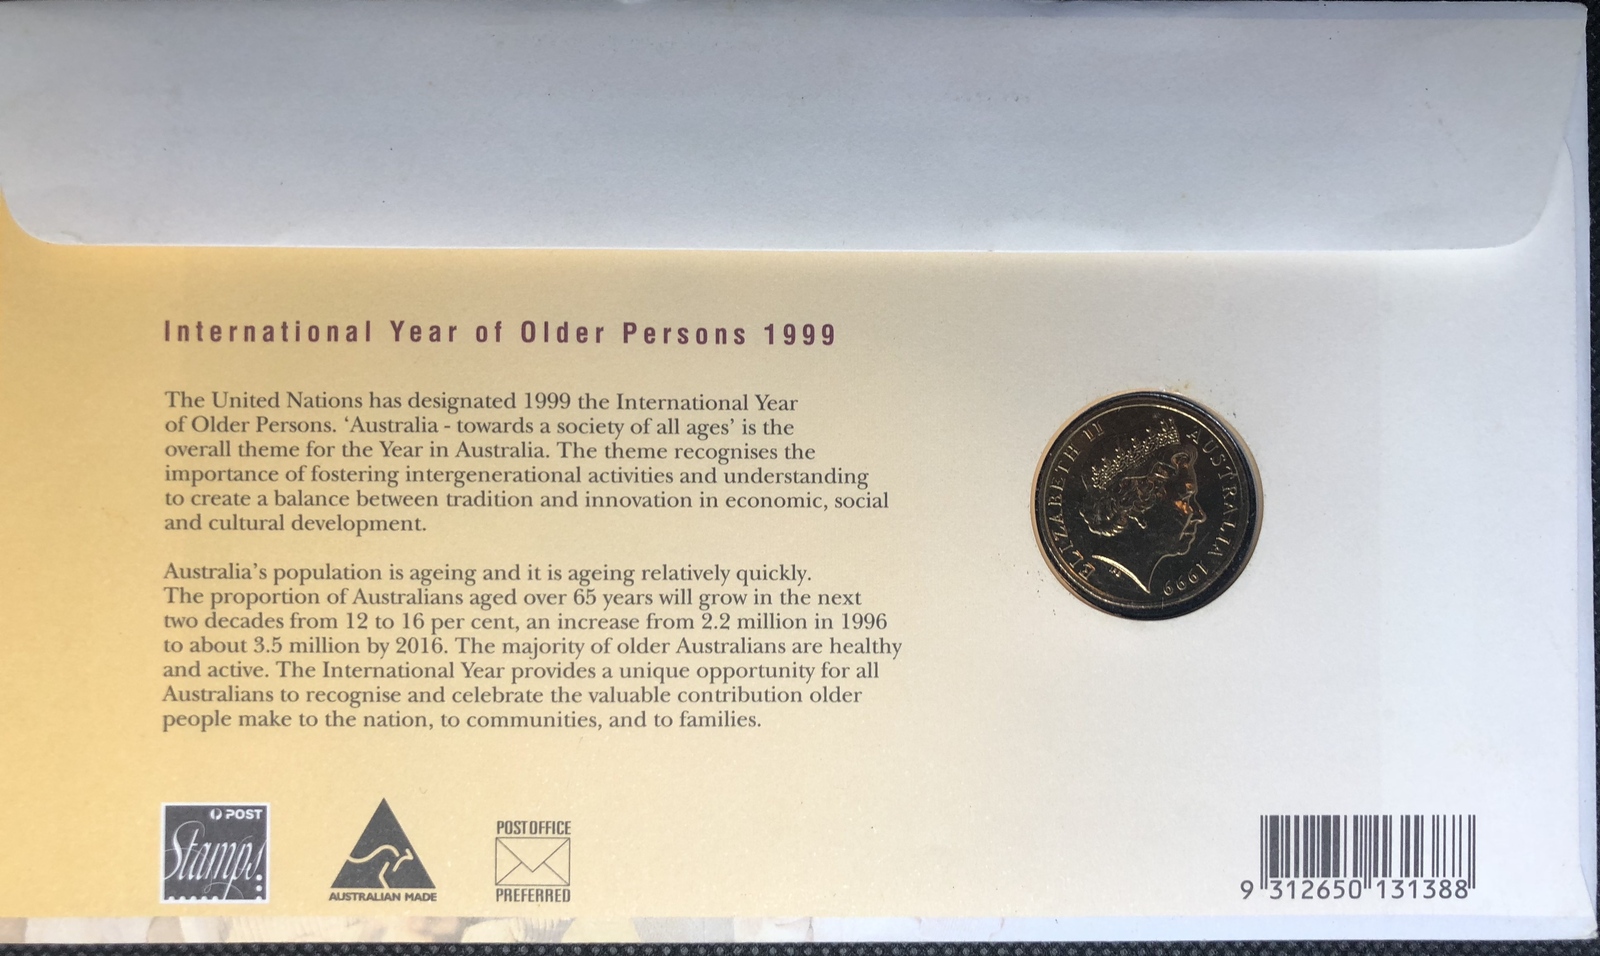 International Year of Older Persons 1999
The United Nations has designated 1999 the International Year
of Older Persons. ‘Australia - towards a society of all ages’ is the
overall theme for the Year in Australia. The theme recognises the
importance of fostering intergenerational activities and understanding
to create a balance between tradition and innovation in economic, social
and cultural development.
Australia’s population is ageing and it is ageing relatively quickly.
The proportion of Australians aged over 65 years will grow in the next
two decades from 12 to 16 per cent, an increase from 2.2 million in 1996
to about 3.5 million by 2016. The majority of older Australians are healthy
and active. The International Year provides a unique opportunity for all
Australians to recognise and celebrate the valuable contribution older
people make to the nation, to communities, and to families.
ELIZABETH II AUSTRALIA 1999
POST
Stamps!
AUSTRALIAN MADE
POST OFFICE
PREFERRED
9 312650 131388